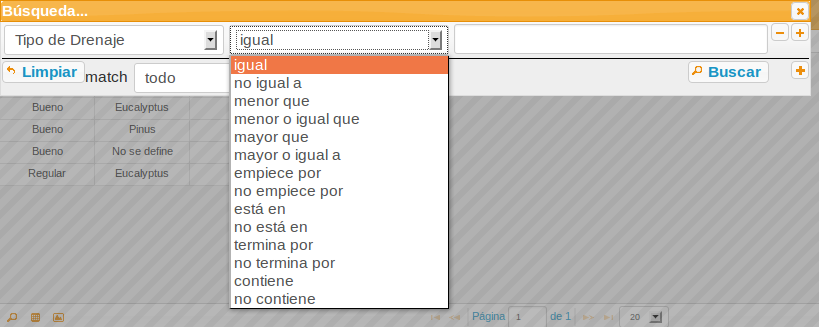 Búsqueda...
Tipo de Drenaje igual
Limpiar match todo Buscar
igual
no igual a
menor que
menor o igual que
mayor que
mayor o igual a
empiece por
no empiece por
está en
no está en
termina por
no termina por
contiene
no contiene
Bueno Eucalyptus
Bueno Pinus
Bueno No se define
Regular Eucalyptus
Página 1 de 1 20